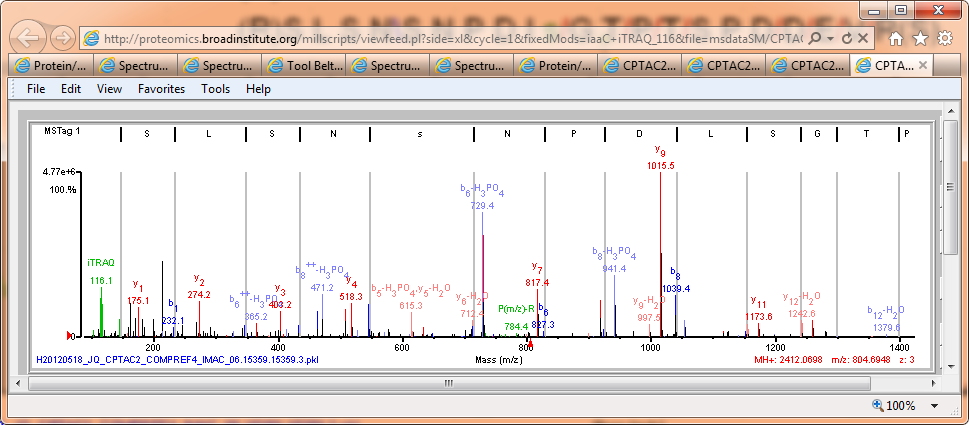 http://proteomics.broadinstitute.org/millscripts/viewfeed.pl?side=xl&cycle=1&fixedMods=iaaC+iTRAQ_116&file=msdataSM/CPTAC
Protein/... Spectru... Spectru... Tool Belt... Spectru... Spectru... Protein/... CPTAC2... CPTAC2... CPTAC2... CPTA...
File Edit View Favorites Tools Help
MSTag 1 S L S N s N P D L S G T P
4.77e+6
100.%
y9
1015.5
b6-H3PO4
729.4
iTRAQ
116.1
y1
175.1
b1
232.1
y2
274.2
b6++-H3PO4
365.2
y3
403.2
b8++-H3PO4
471.2
y4
518.3
b5-H3PO4,y5-H2O
615.3
y6-H2O
712.4
P(m/z)-R
784.4
y7
817.4
b6
827.3
b8-H3PO4
941.4
y9-H2O
997.5
b8
1039.4
y11
1173.6
y12-H2O
1242.6
b12-H2O
1379.6
200 400 600 800 1000 1200 1400
H20120518_JQ_CPTAC2_COMPREF4_IMAC_06.15359.15359.3.pkl Mass (m/z) MH+: 2412.0698 m/z: 804.6948 z: 3
100%